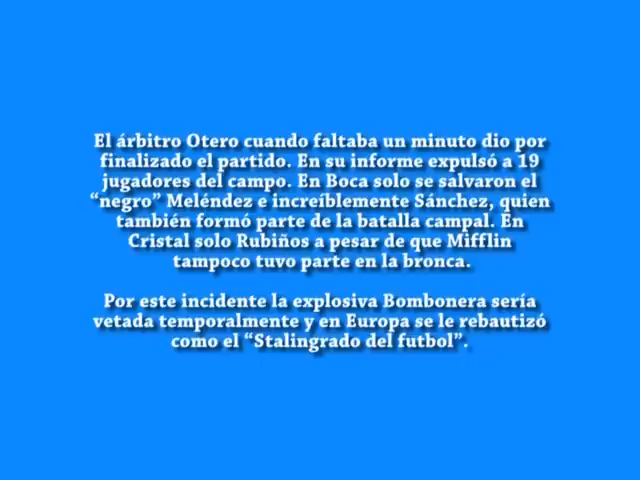 El árbitro Otero cuando faltaba un minuto dio por
finalizado el partido. En su informe expulsó a 19
jugadores del campo. En Boca solo se salvaron el
“negro” Meléndez e increíblemente Sánchez, quien
también formó parte de la batalla campal. En
Cristal solo Rubiños a pesar de que Mifflin
tampoco tuvo parte en la bronca.
Por este incidente la explosiva Bombonera sería
vetada temporalmente y en Europa se le rebautizó
como el “Stalingrado del futbol”.